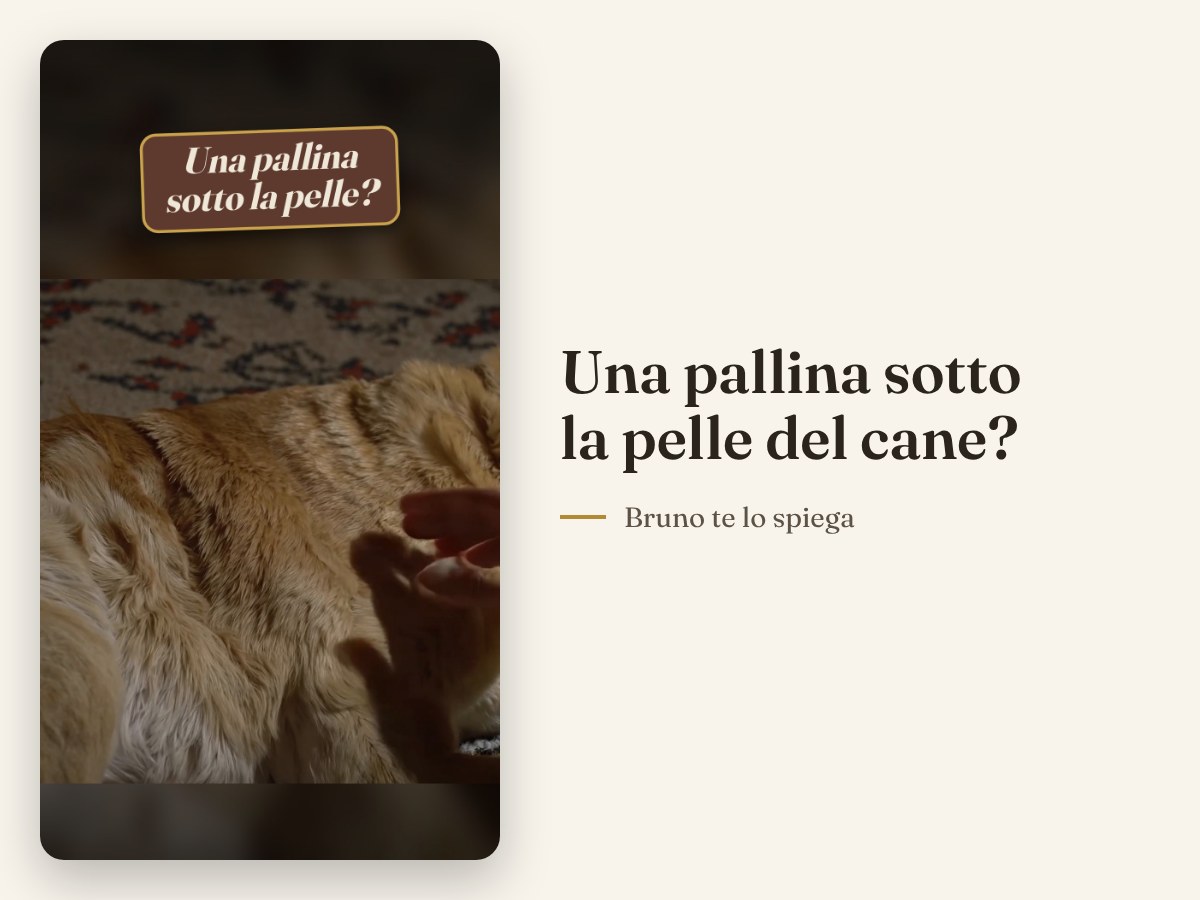 Una pallina
sotto la pelle?
Una pallina sotto
la pelle del cane?
Bruno te lo spiega